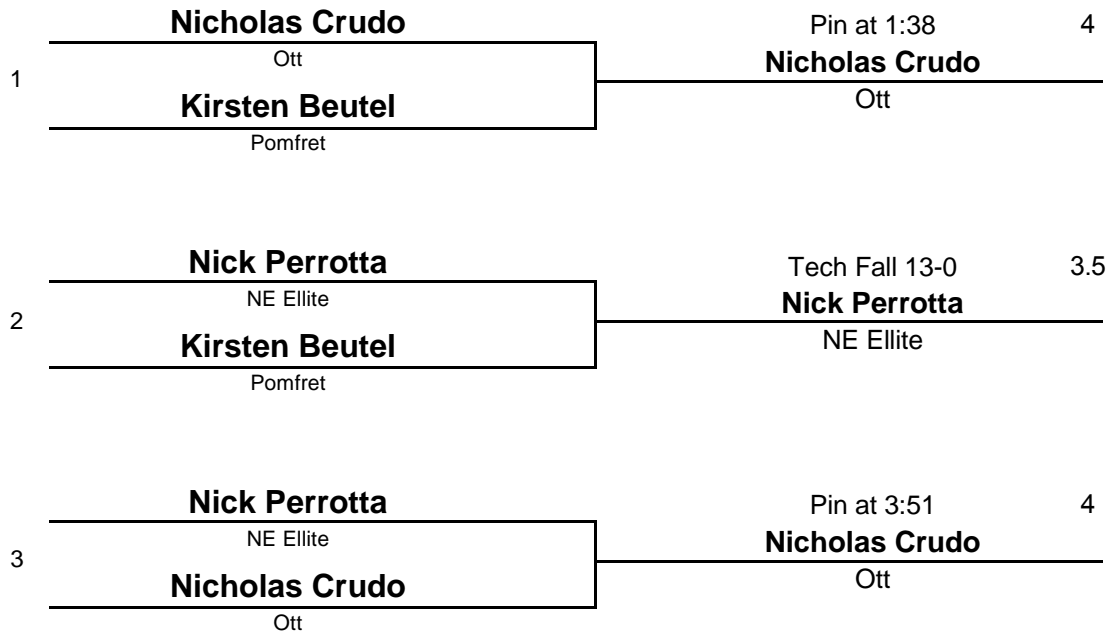 Nicholas Crudo Pin at 1:38 4
Ott Nicholas Crudo
1
Kirsten Beutel Ott
Pomfret
Nick Perrotta Tech Fall 13-0 3.5
NE Ellite Nick Perrotta
2
Kirsten Beutel NE Ellite
Pomfret
Nick Perrotta Pin at 3:51 4
NE Ellite Nicholas Crudo
3
Nicholas Crudo Ott
Ott